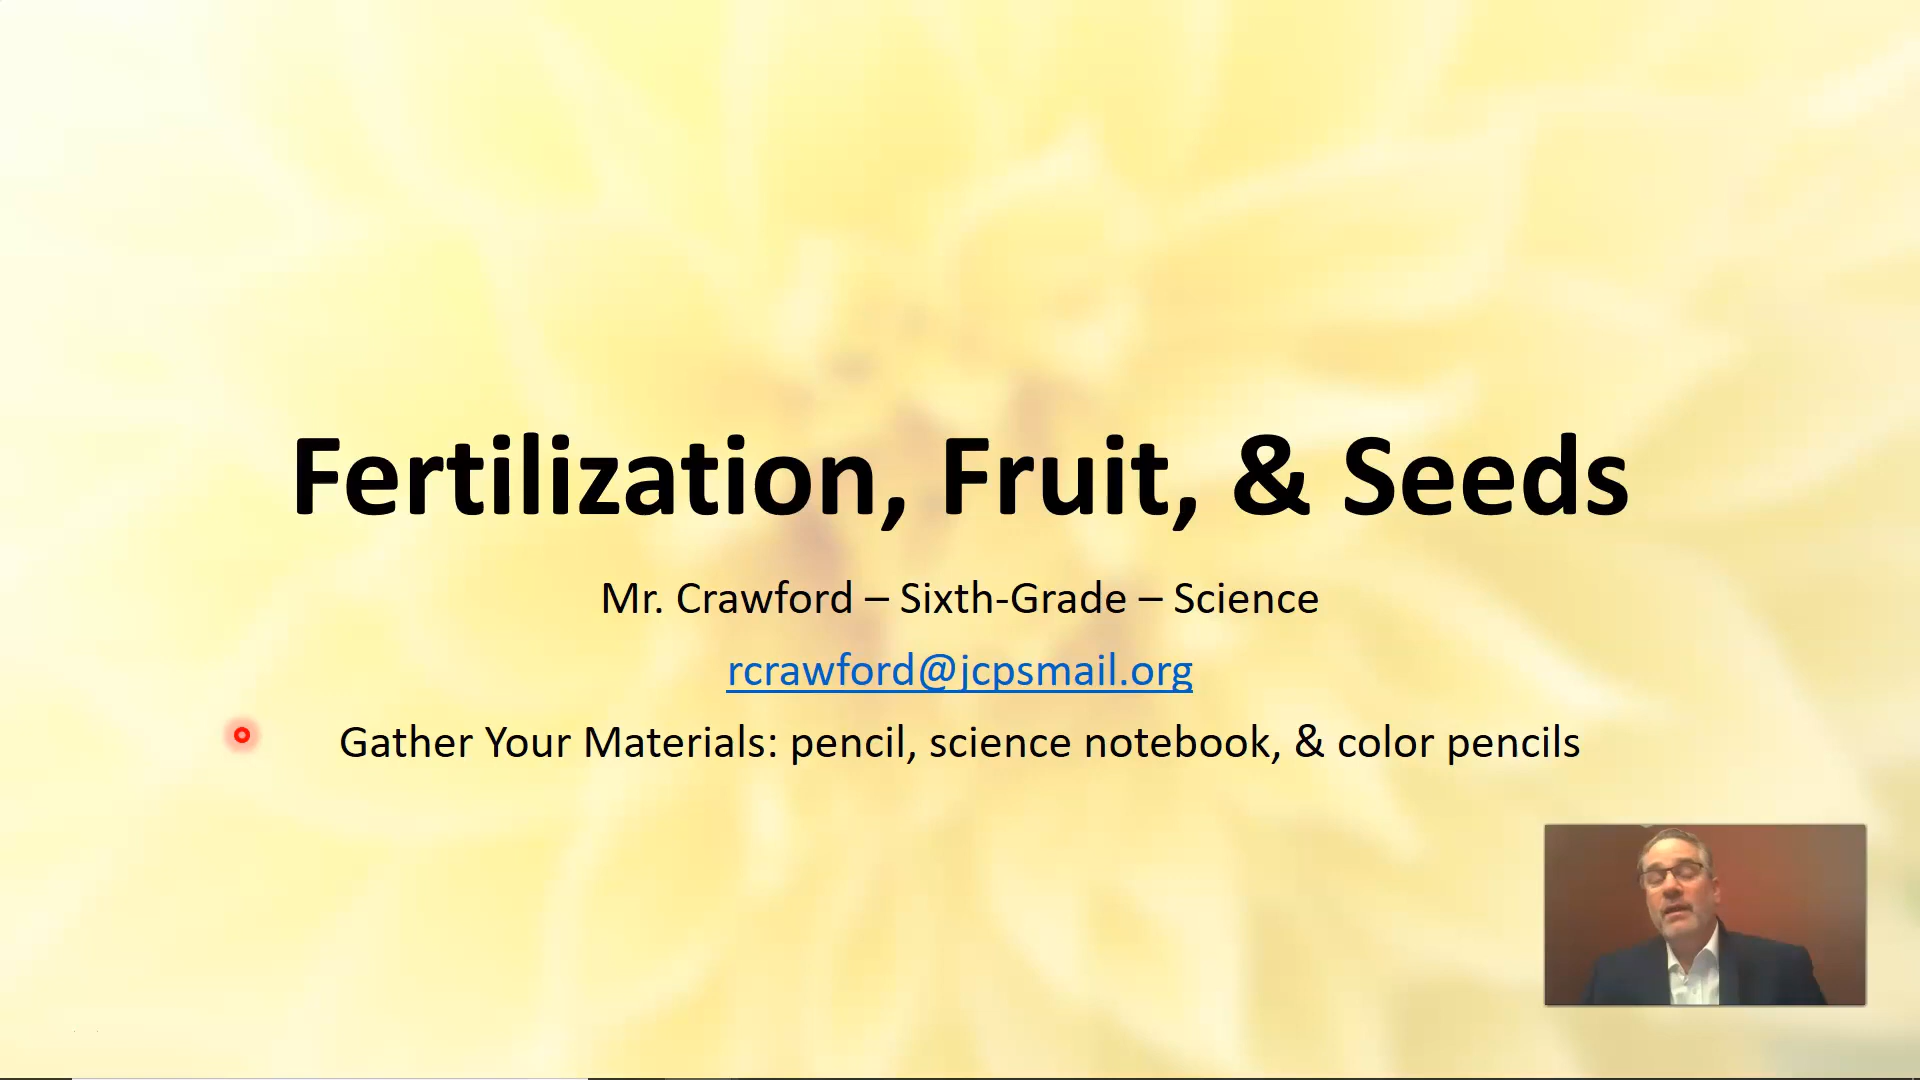 Fertilization, Fruit, & Seeds
Mr. Crawford – Sixth-Grade – Science
rcrawford@jcpsmail.org
Gather Your Materials: pencil, science notebook, & color pencils